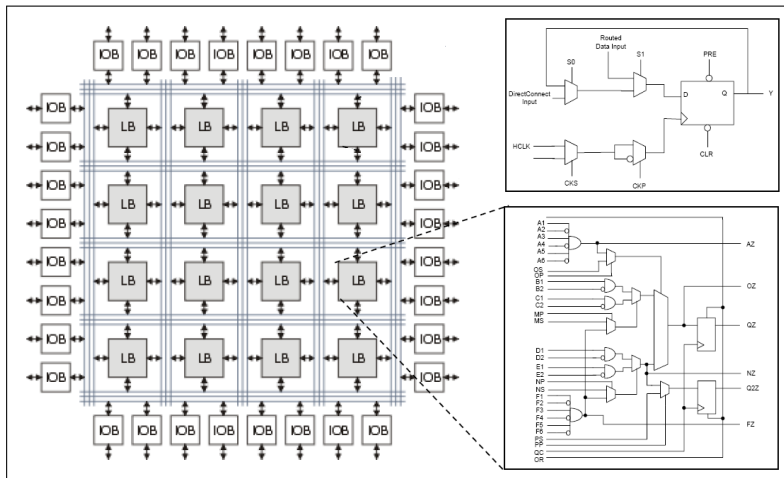 IOB IOB IOB IOB IOB IOB IOB IOB
IOB LB LB LB LB IOB
IOB IOB
IOB LB LB LB LB IOB
IOB IOB
IOB LB LB LB LB IOB
IOB IOB
IOB LB LB LB LB IOB
IOB IOB
IOB IOB IOB IOB IOB IOB IOB IOB
Routed
Data Input
S0
S1
PRE
DirectConnect
Input
D
Q
Y
HCLK
CLR
CKS
CKP
A1
A2
A3
A4
A5
A6
OS
OP
B1
B2
C1
C2
MP
MS
D1
D2
E1
E2
NP
NS
F1
F2
F3
F4
F5
F6
PS
PP
QC
OR
AZ
OZ
QZ
NZ
Q2Z
FZ